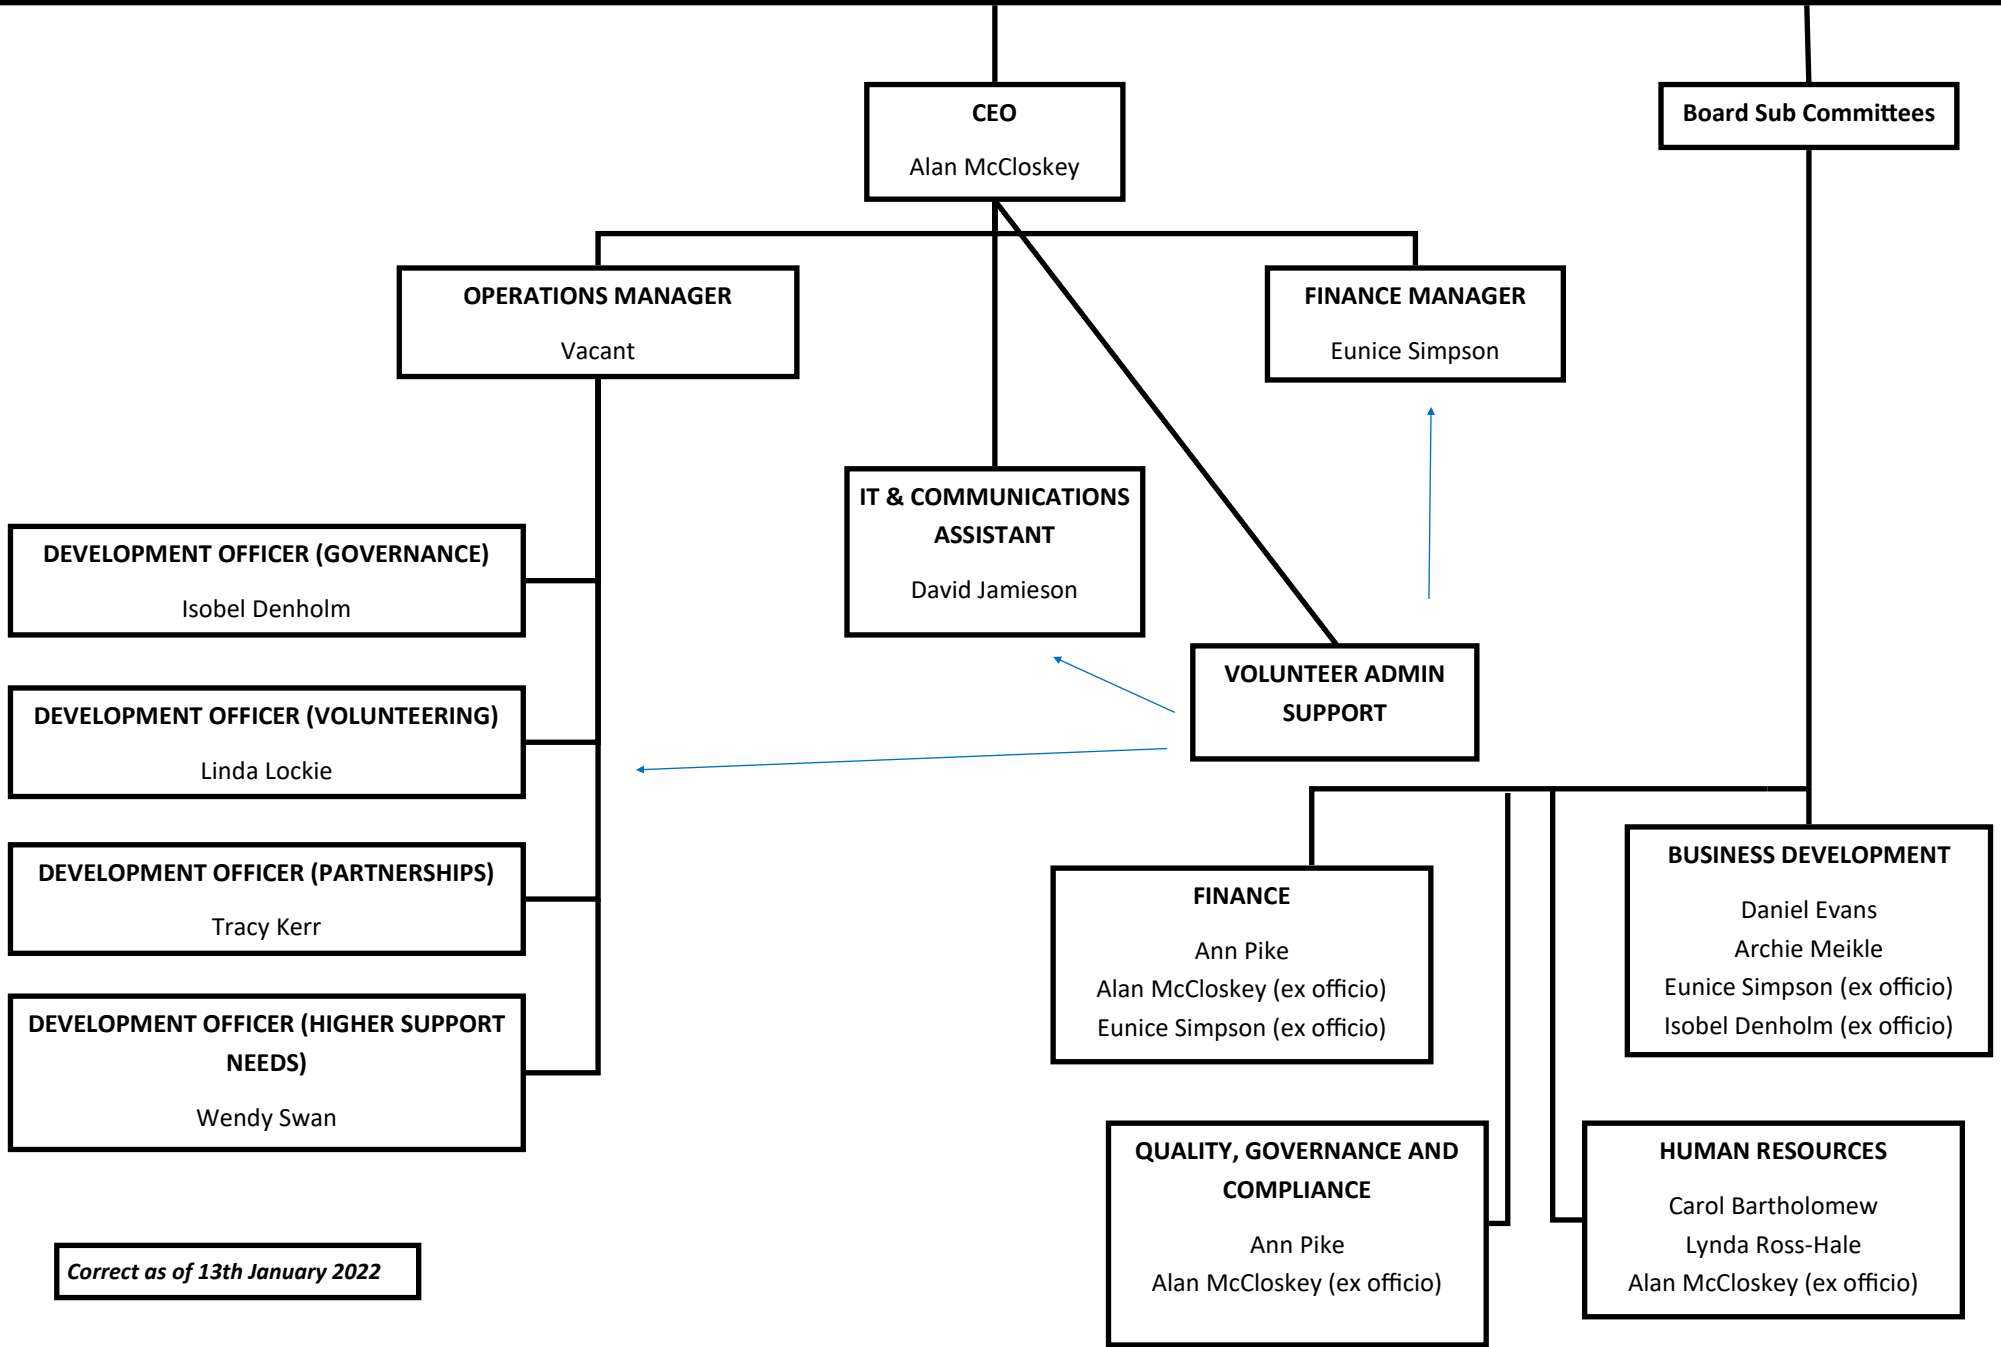 CEO
Alan McCloskey
Board Sub Committees
OPERATIONS MANAGER
Vacant
FINANCE MANAGER
Eunice Simpson
IT & COMMUNICATIONS
ASSISTANT
David Jamieson
DEVELOPMENT OFFICER (GOVERNANCE)
Isobel Denholm
VOLUNTEER ADMIN
SUPPORT
DEVELOPMENT OFFICER (VOLUNTEERING)
Linda Lockie
DEVELOPMENT OFFICER (PARTNERSHIPS)
Tracy Kerr
DEVELOPMENT OFFICER (HIGHER SUPPORT
NEEDS)
Wendy Swan
FINANCE
Ann Pike
Alan McCloskey (ex officio)
Eunice Simpson (ex officio)
BUSINESS DEVELOPMENT
Daniel Evans
Archie Meikle
Eunice Simpson (ex officio)
Isobel Denholm (ex officio)
QUALITY, GOVERNANCE AND
COMPLIANCE
Ann Pike
Alan McCloskey (ex officio)
HUMAN RESOURCES
Carol Bartholomew
Lynda Ross-Hale
Alan McCloskey (ex officio)
Correct as of 13th January 2022